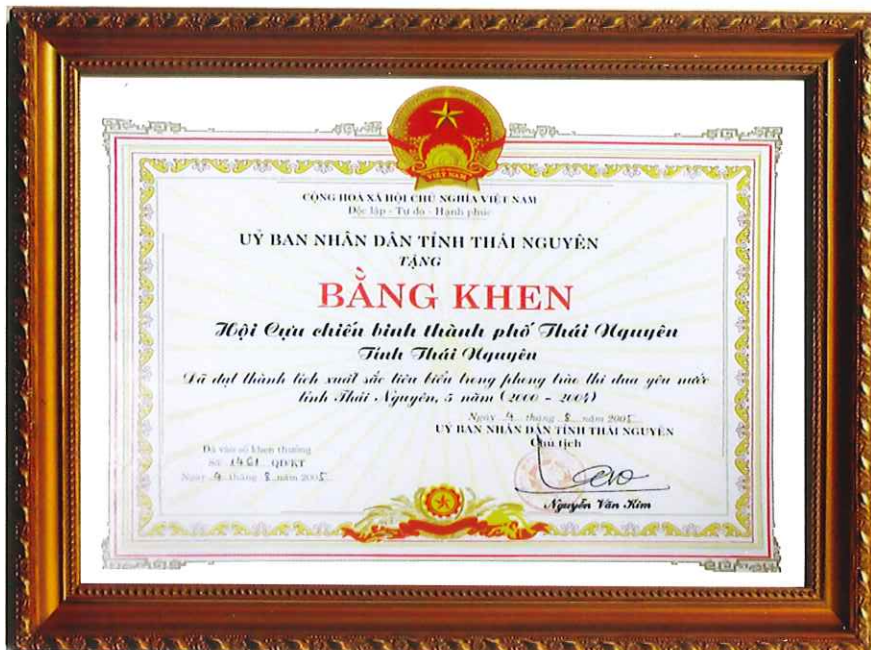 VIỆT NAM
CỘNG HOÀ XÃ HỘI CHỦ NGHĨA VIỆT NAM
Độc lập - Tự do - Hạnh phúc
UỶ BAN NHÂN DÂN TỈNH THÁI NGUYÊN
TẶNG
BẰNG KHEN
Hội Cựu chiến binh thành phố Thái Nguyên
Tỉnh Thái Nguyên
Đã đạt thành tích xuất sắc tiêu biểu trong phong trào thi đua yêu nước
tỉnh Thái Nguyên, 5 năm (2000 - 2004)
Ngày 4 tháng 8 năm 2005
UỶ BAN NHÂN DÂN TỈNH THÁI NGUYÊN
Chủ tịch
Đã vào sổ khen thưởng
Số 1461 QĐ/KT
Ngày 4 tháng 8 năm 2005
Nguyễn Văn Kim